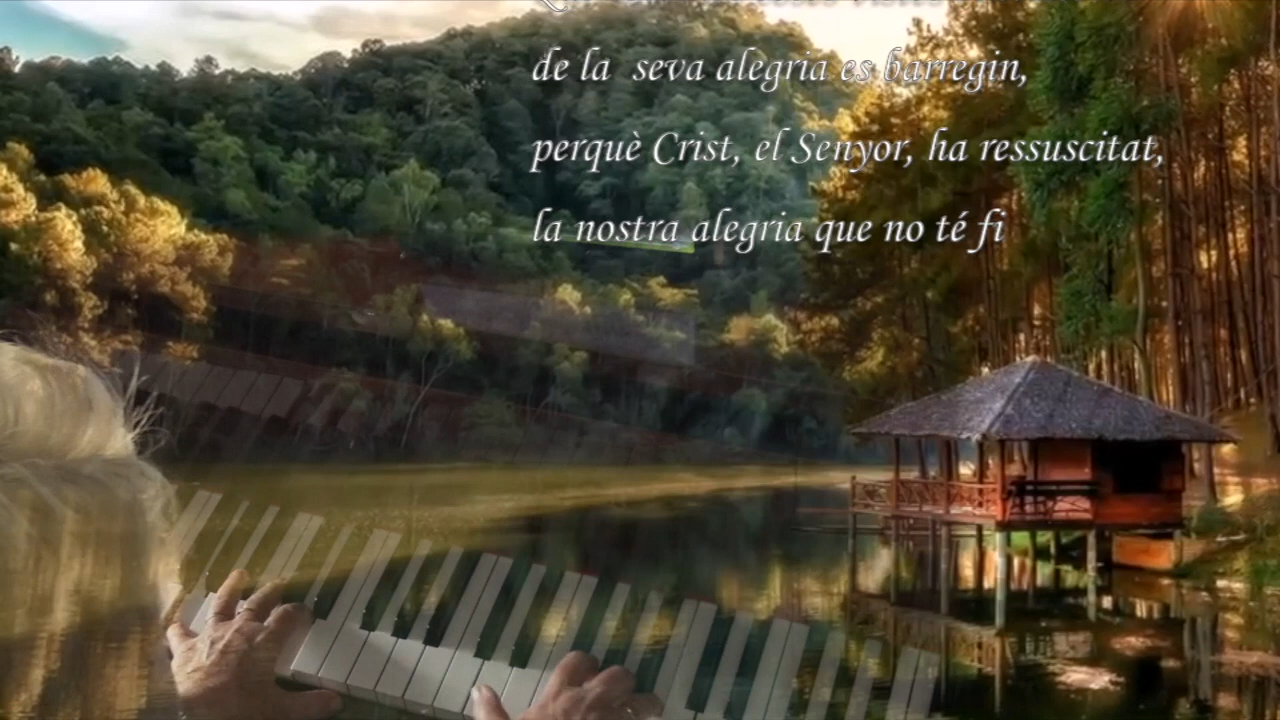 de la seva alegria es barregin,
perquè Crist, el Senyor, ha ressuscitat,
la nostra alegria que no té fi